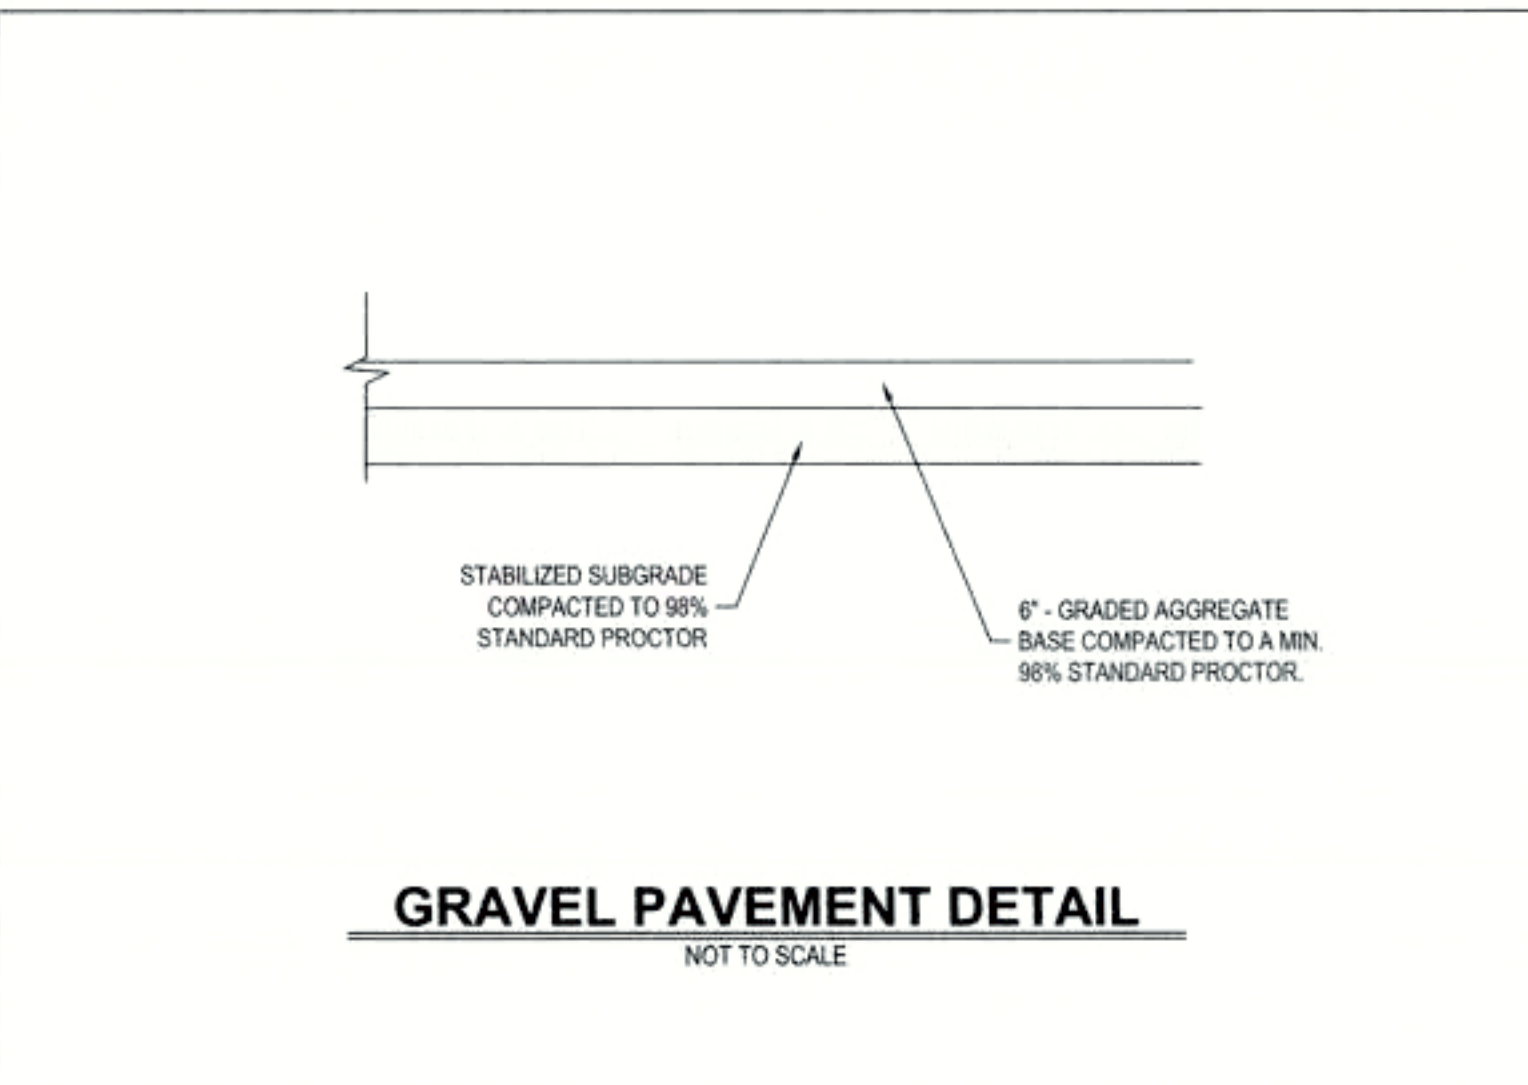 STABILIZED SUBGRADE
COMPACTED TO 98%
STANDARD PROCTOR
6" - GRADED AGGREGATE
BASE COMPACTED TO A MIN.
98% STANDARD PROCTOR.
GRAVEL PAVEMENT DETAIL
NOT TO SCALE